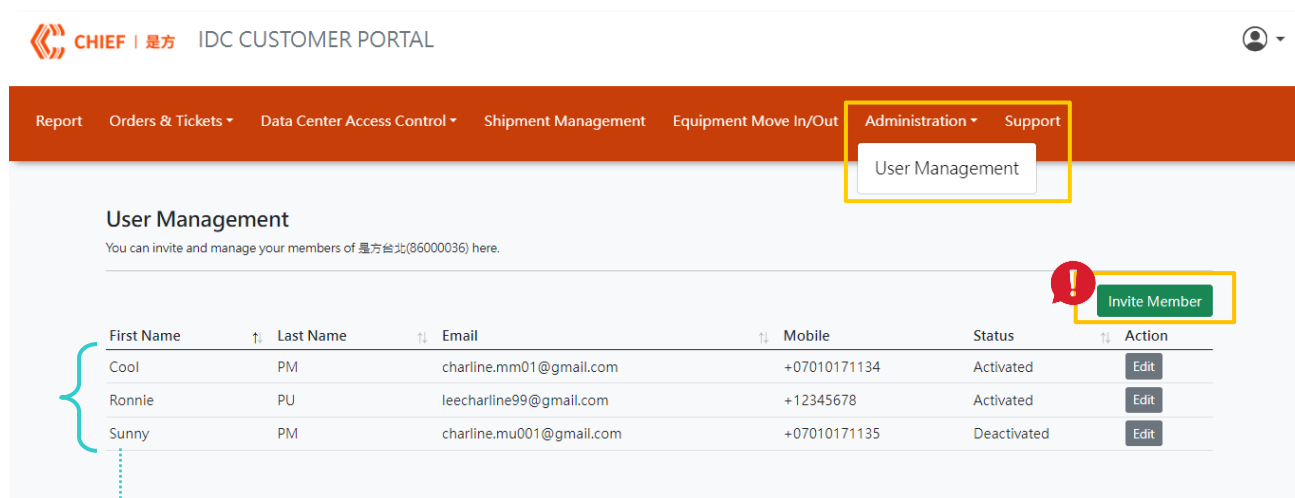 CHIEF | 是方 IDC CUSTOMER PORTAL
Report Orders & Tickets Data Center Access Control Shipment Management Equipment Move In/Out Administration Support
User Management
User Management
You can invite and manage your members of 是方台北(86000036) here.
!
Invite Member
First Name Last Name Email Mobile Status Action
Cool PM charline.mm01@gmail.com +07010171134 Activated Edit
Ronnie PU leecharline99@gmail.com +12345678 Activated Edit
Sunny PM charline.mu001@gmail.com +07010171135 Deactivated Edit